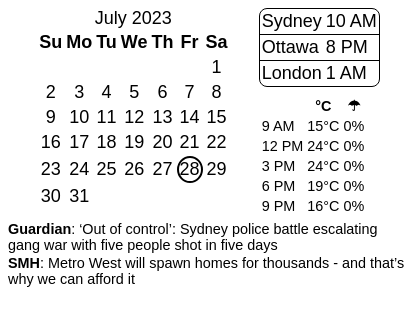 July 2023
Su Mo Tu We Th Fr Sa
1
2 3 4 5 6 7 8
9 10 11 12 13 14 15
16 17 18 19 20 21 22
23 24 25 26 27 28 29
30 31
Sydney 10 AM
Ottawa 8 PM
London 1 AM
°C ☂
9 AM 15°C 0%
12 PM 24°C 0%
3 PM 24°C 0%
6 PM 19°C 0%
9 PM 16°C 0%
Guardian: ‘Out of control’: Sydney police battle escalating
gang war with five people shot in five days
SMH: Metro West will spawn homes for thousands - and that’s
why we can afford it